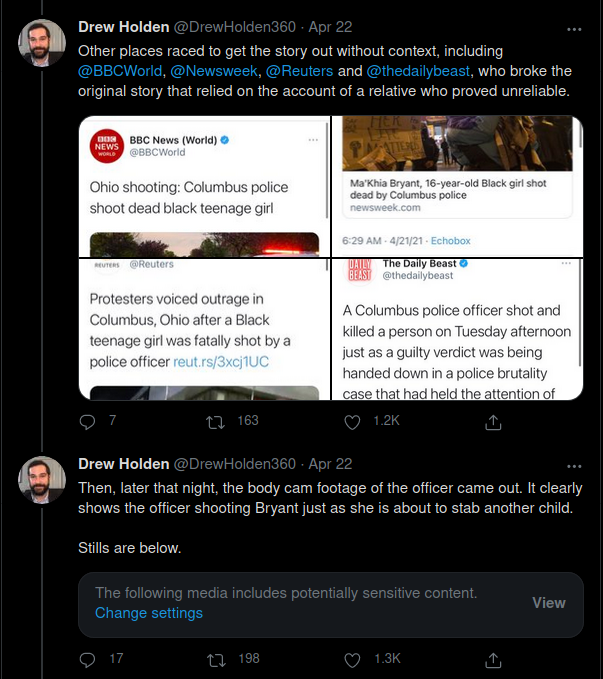 Drew Holden @DrewHolden360 · Apr 22
Other places raced to get the story out without context, including
@BBCWorld, @Newsweek, @Reuters and @thedailybeast, who broke the
original story that relied on the account of a relative who proved unreliable.
BBC
NEWS
WORLD
BBC News (World)
@BBCWorld
Ohio shooting: Columbus police
shoot dead black teenage girl
Ma'Khia Bryant, 16-year-old Black girl shot
dead by Columbus police
newsweek.com
6:29 AM · 4/21/21 · Echobox
REUTERS
@Reuters
Protesters voiced outrage in
Columbus, Ohio after a Black
teenage girl was fatally shot by a
police officer reut.rs/3xcj1UC
DAILY
BEAST
The Daily Beast
@thedailybeast
A Columbus police officer shot and
killed a person on Tuesday afternoon
just as a guilty verdict was being
handed down in a police brutality
case that had held the attention of
7 163 1.2K
Drew Holden @DrewHolden360 · Apr 22
Then, later that night, the body cam footage of the officer came out. It clearly
shows the officer shooting Bryant just as she is about to stab another child.
Stills are below.
The following media includes potentially sensitive content.
Change settings
View
17 198 1.3K